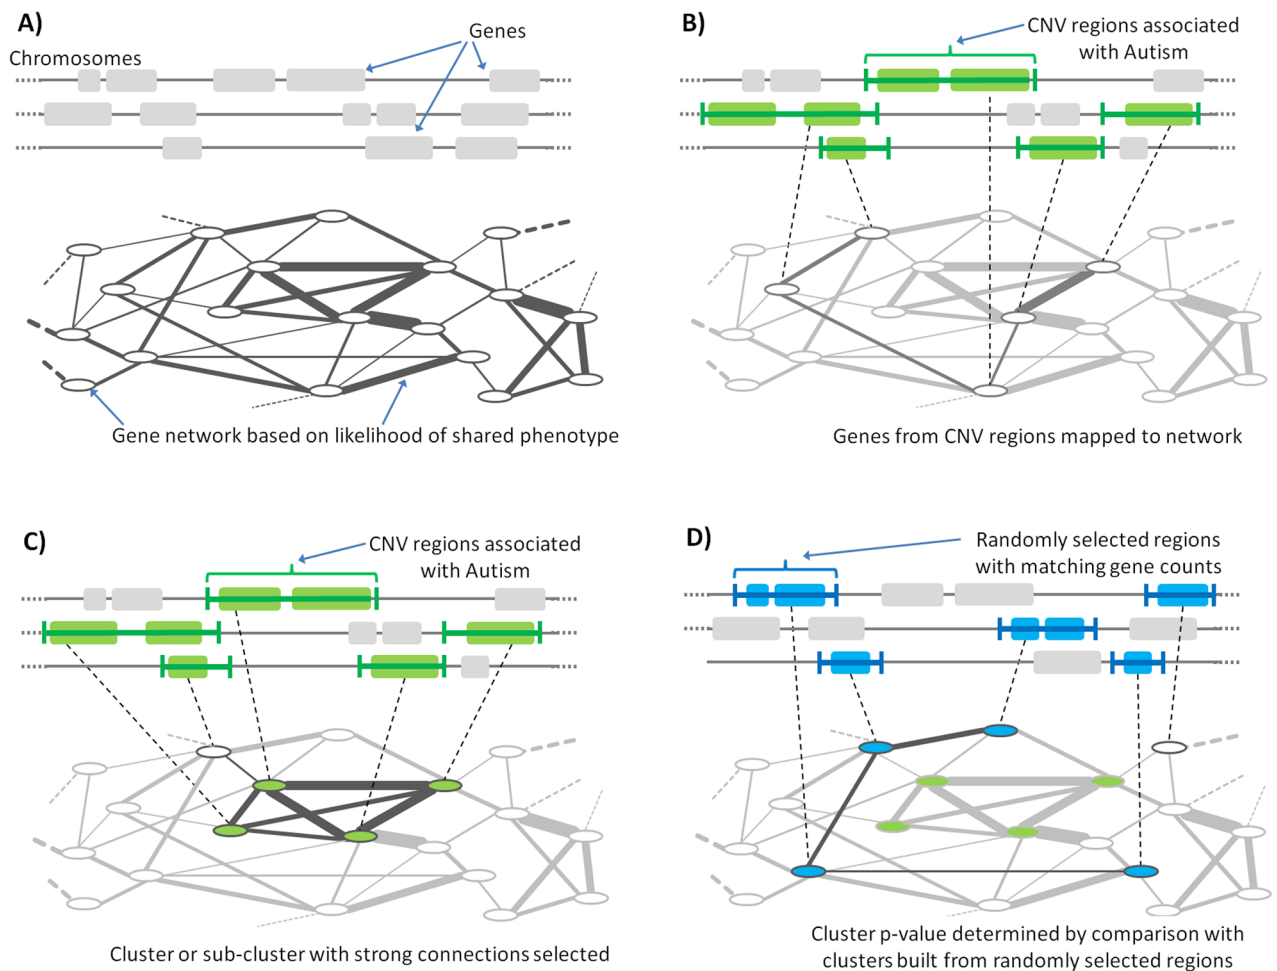 A)
Genes
Chromosomes
Gene network based on likelihood of shared phenotype
B)
CNV regions associated
with Autism
Genes from CNV regions mapped to network
C)
CNV regions associated
with Autism
Cluster or sub-cluster with strong connections selected
D)
Randomly selected regions
with matching gene counts
Cluster p-value determined by comparison with
clusters built from randomly selected regions